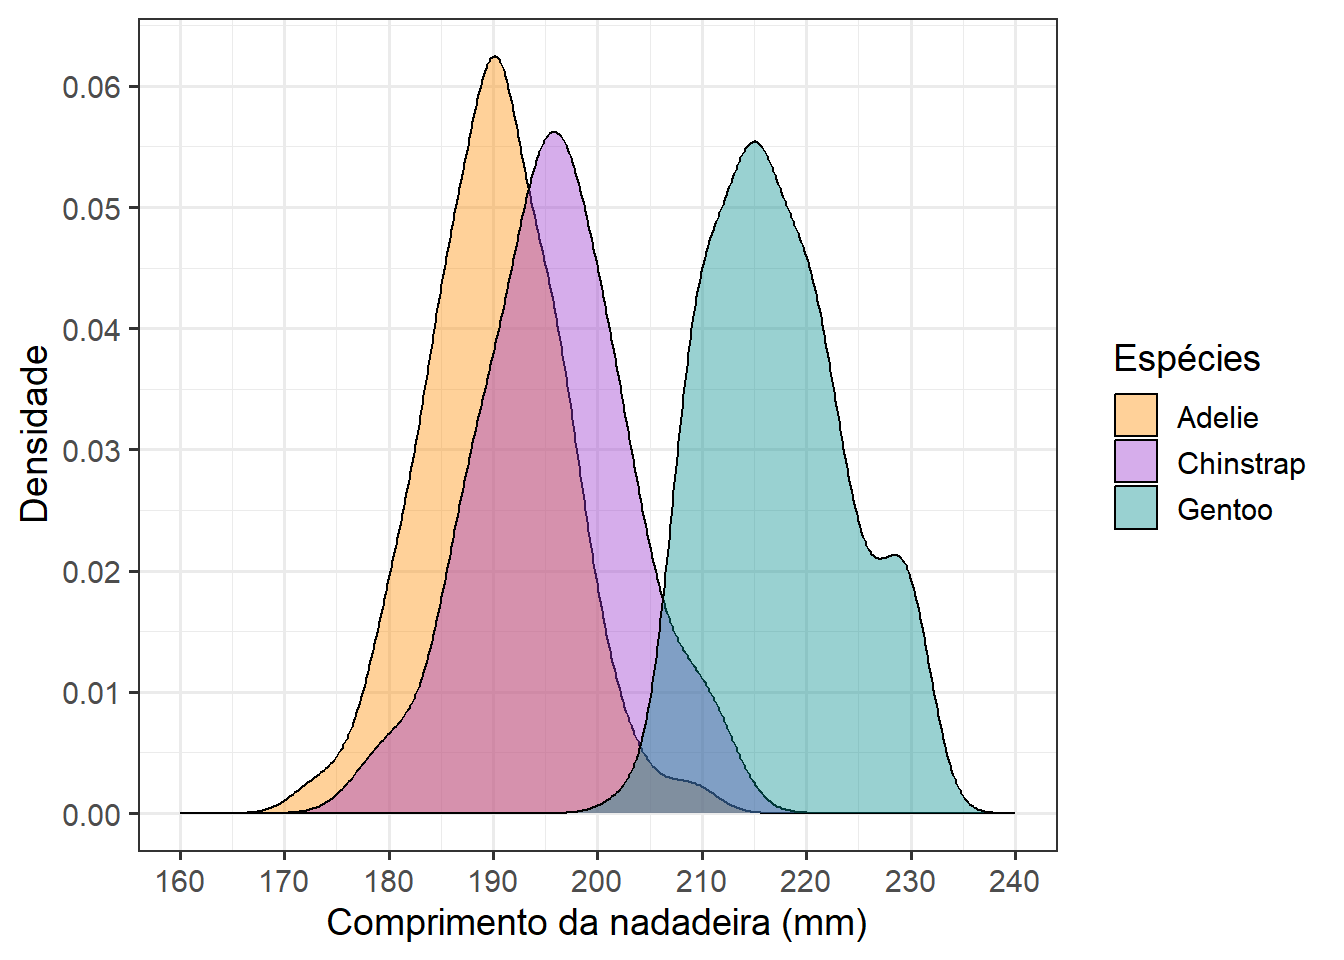 0.06
0.05
0.04
0.03
0.02
0.01
0.00
Densidade
160 170 180 190 200 210 220 230 240
Comprimento da nadadeira (mm)
Espécies
Adelie
Chinstrap
Gentoo